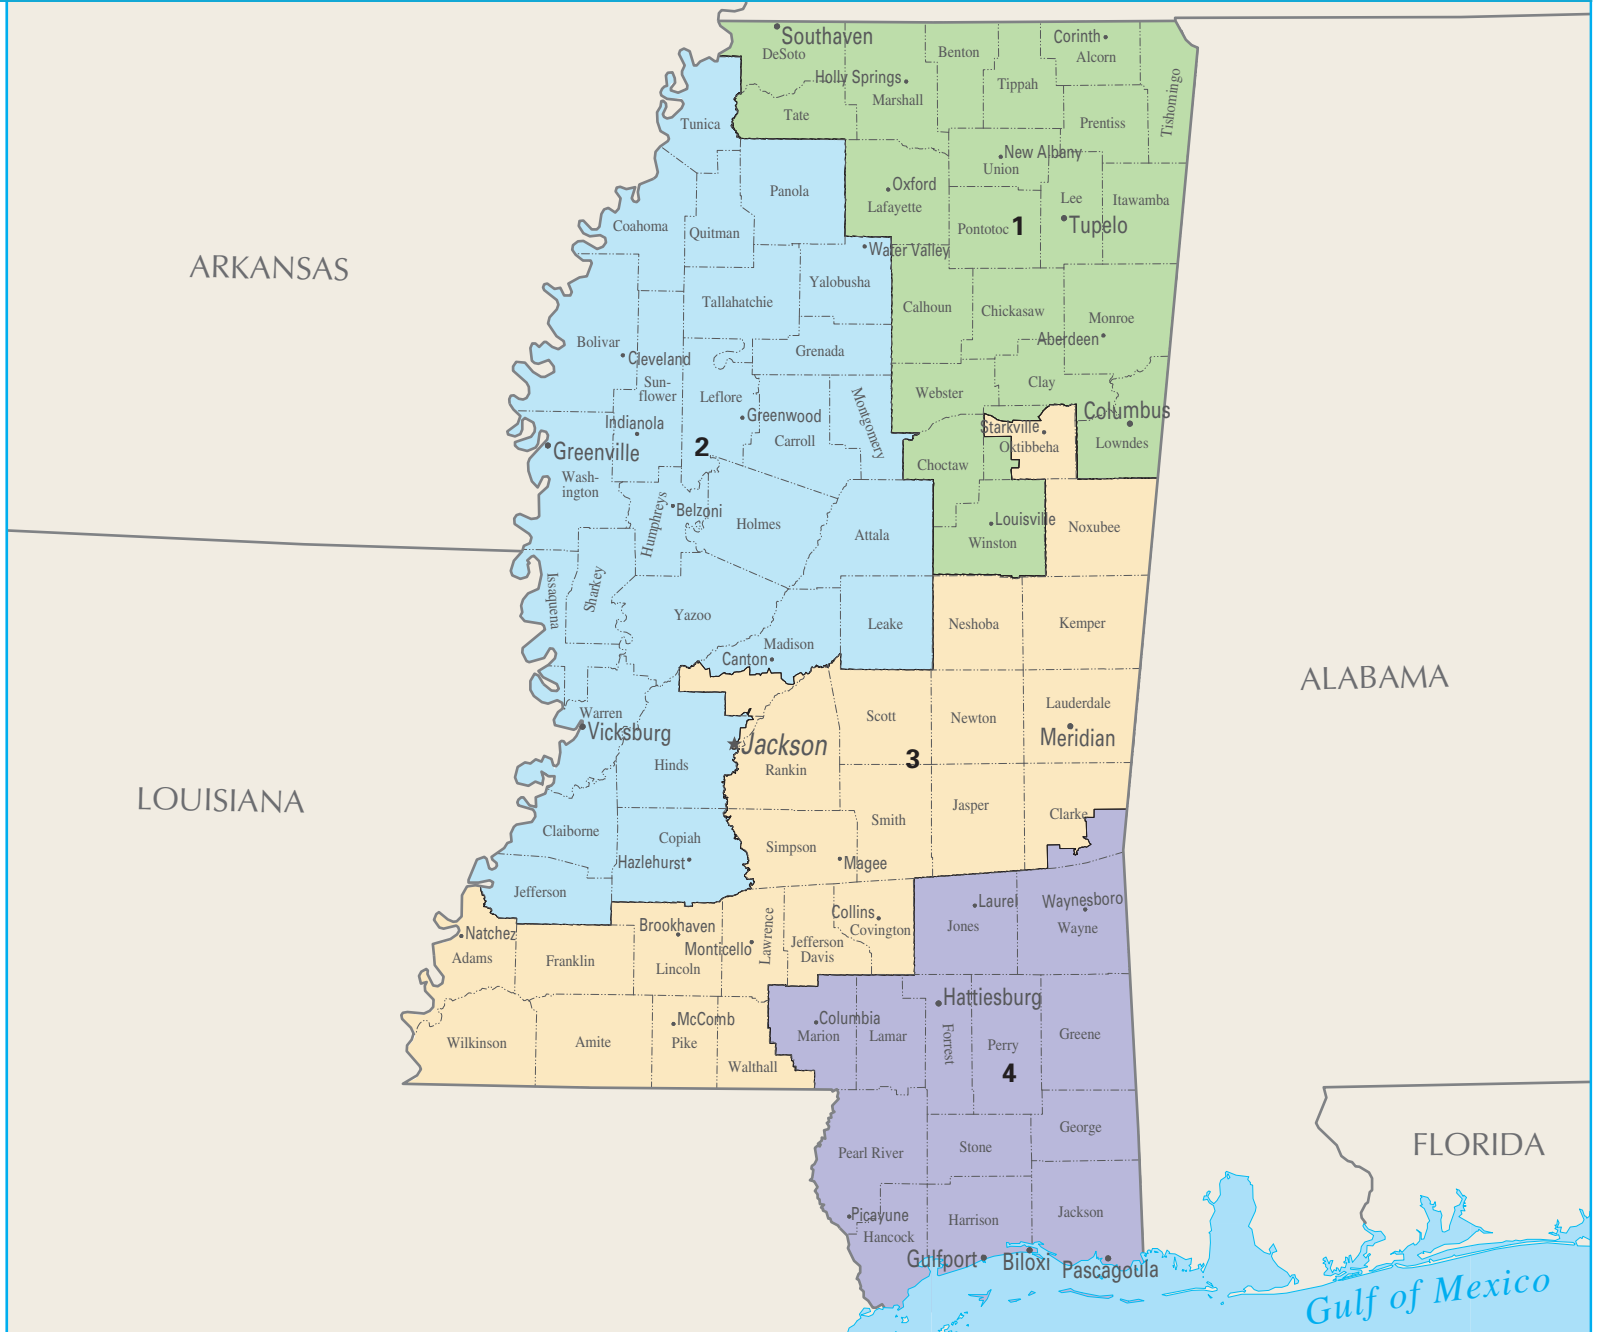 Southaven
DeSoto
Benton
Corinth
Alcorn
Holly Springs
Marshall
Tippah
Tishomingo
Tate
Prentiss
Tunica
New Albany
Union
Panola
Oxford
Lafayette
Lee
Itawamba
Pontotoc
1
Tupelo
Coahoma
Quitman
Water Valley
ARKANSAS
Yalobusha
Tallahatchie
Calhoun
Chickasaw
Monroe
Aberdeen
Bolivar
Cleveland
Grenada
Sun-
flower
Leflore
Webster
Clay
Montgomery
Greenwood
Carroll
Columbus
Lowndes
Indianola
Starkville
Oktibbeha
2
Greenville
Choctaw
Wash-
ington
Humphreys
Belzoni
Holmes
Attala
Louisville
Winston
Noxubee
Issaquena
Sharkey
Yazoo
Leake
Neshoba
Kemper
Madison
Canton
ALABAMA
Warren
Vicksburg
Scott
Newton
Lauderdale
Meridian
Jackson
Rankin
Hinds
3
LOUISIANA
Jasper
Smith
Clarke
Claiborne
Copiah
Hazlehurst
Simpson
Magee
Jefferson
Laurel
Jones
Waynesboro
Wayne
Natchez
Adams
Brookhaven
Monticello
Lawrence
Collins
Covington
Jefferson
Davis
Franklin
Lincoln
Hattiesburg
McComb
Pike
Columbia
Marion
Lamar
Forrest
Perry
Greene
Wilkinson
Amite
Walthall
4
George
Pearl River
Stone
FLORIDA
Picayune
Hancock
Harrison
Jackson
Gulfport
Biloxi
Pascagoula
Gulf of Mexico